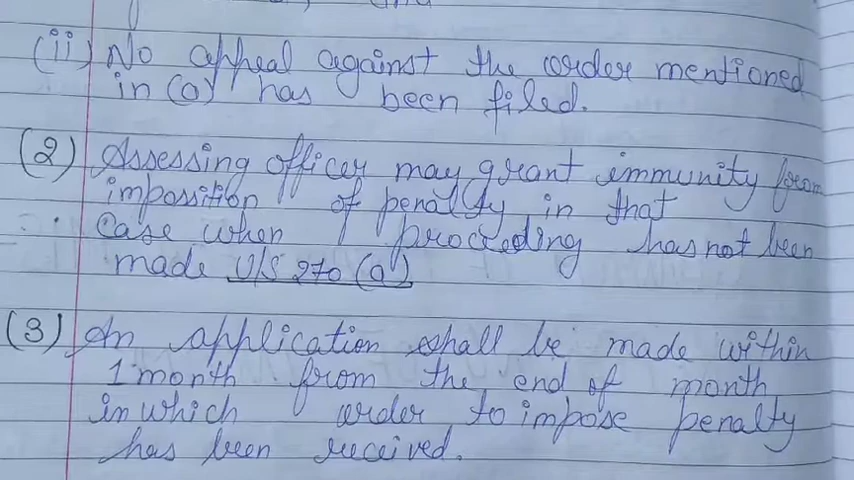 (ii) No appeal against the order mentioned
in (a) has been filed.
(2) Assessing officer may grant immunity from
impossition of penalty in that
case when proceeding has not been
made U/S 270 (a)
(3) An application shall be made within
1 month from the end of month
in which order to impose penalty
has been received.